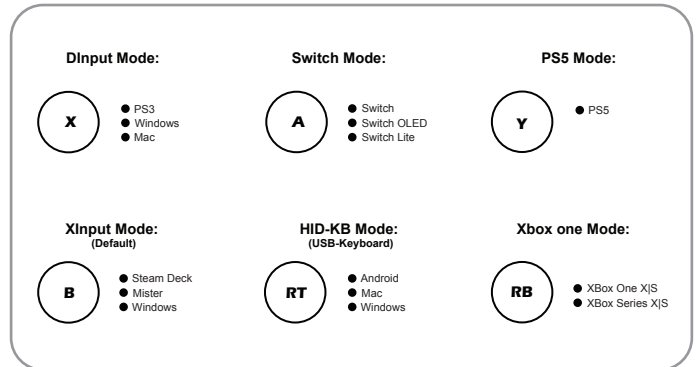 DInput Mode:
X
● PS3
● Windows
● Mac
Switch Mode:
A
● Switch
● Switch OLED
● Switch Lite
PS5 Mode:
Y
● PS5
XInput Mode:
(Default)
B
● Steam Deck
● Mister
● Windows
HID-KB Mode:
(USB-Keyboard)
RT
● Android
● Mac
● Windows
Xbox one Mode:
RB
● XBox One X|S
● XBox Series X|S